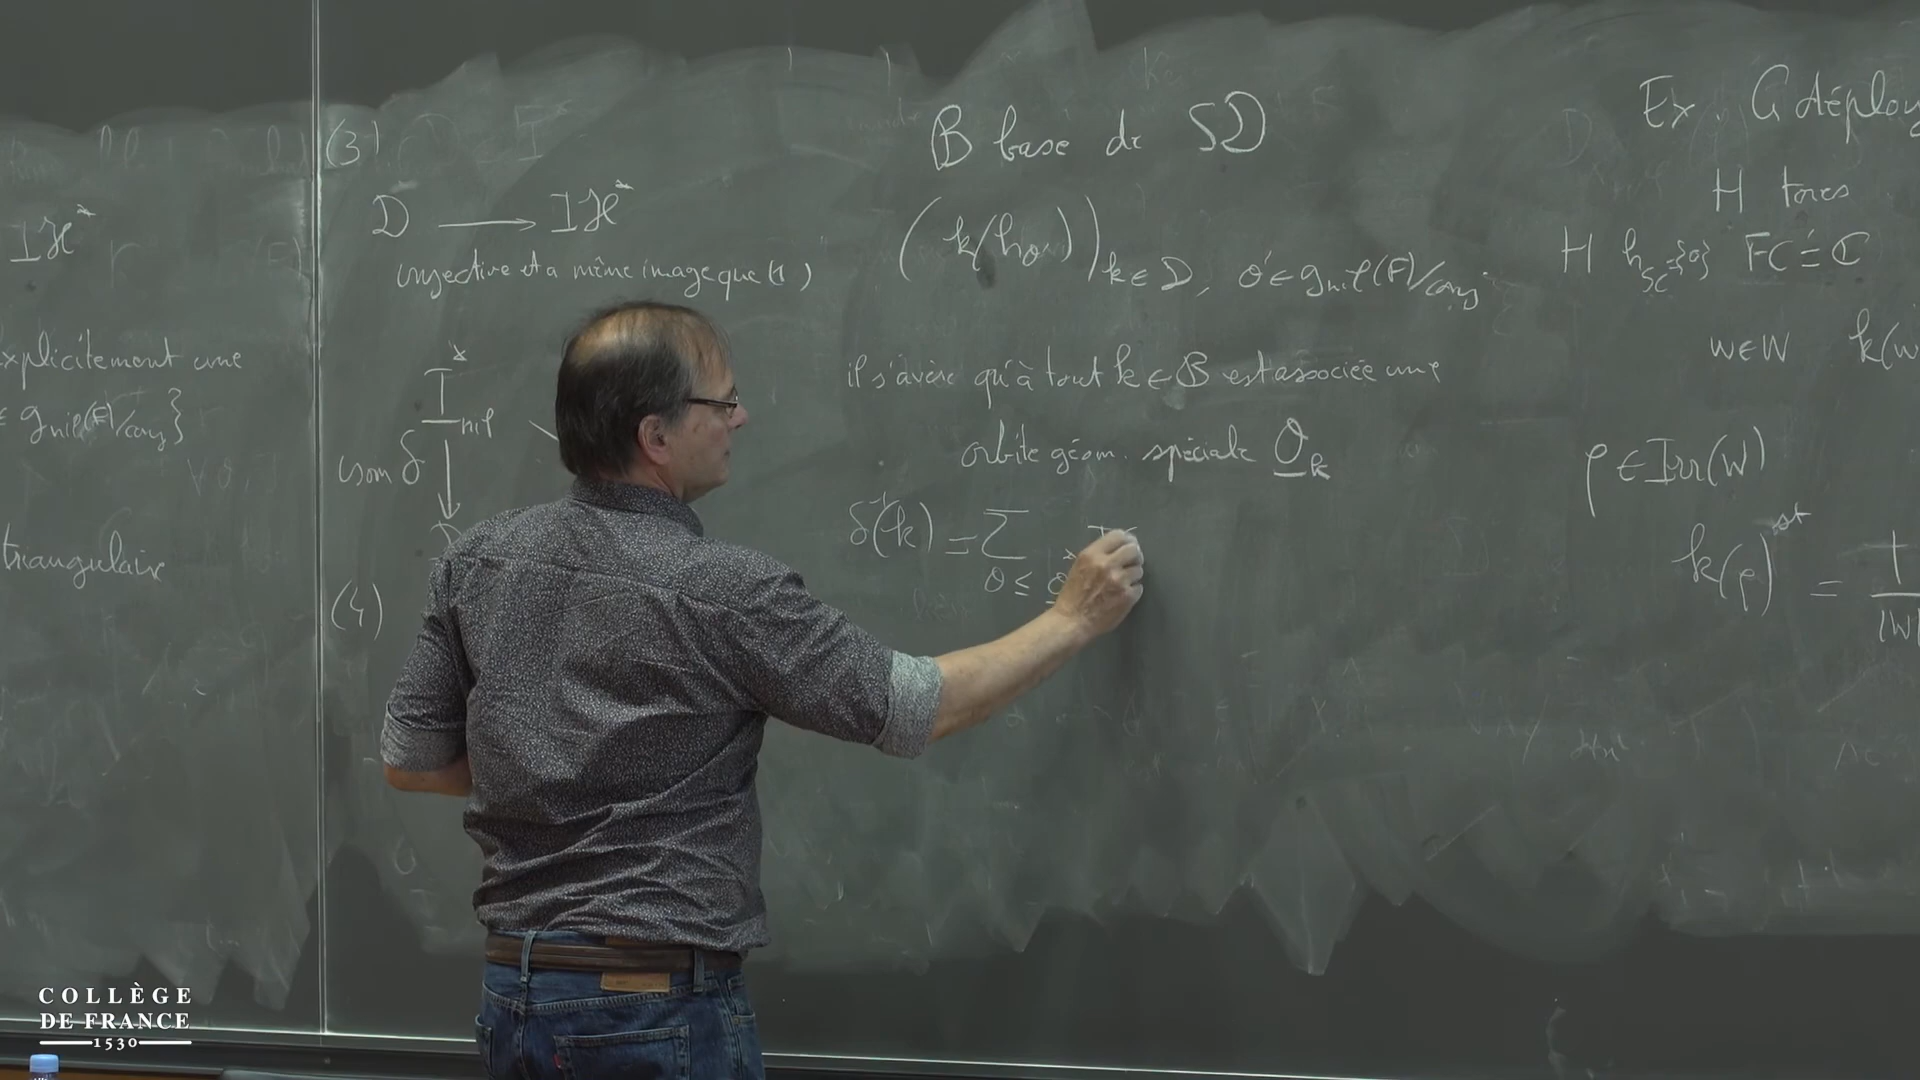 Iℋ*
explicitement une
∈ g_nil(F)/conj}
triangulaire
(3)
D ⟶ Iℋ*
injective et a même image que (1)
I*_nil
isom δ ↓
(4)
B base de SD
(k(h_O'))_{k∈D, O'∈g_nil(F)/conj}
il s'avère qu'à tout k∈B est associée une
orbite géom. spéciale O_k
δ⁻¹(k) = Σ
O ≤
Ex. G déploy
H tores
H h_SC={0} FC = ℂ
w∈W k(w
ρ ∈ Irr(W)
k(ρ)^st = 1/|W|
COLLÈGE
DE FRANCE
1530